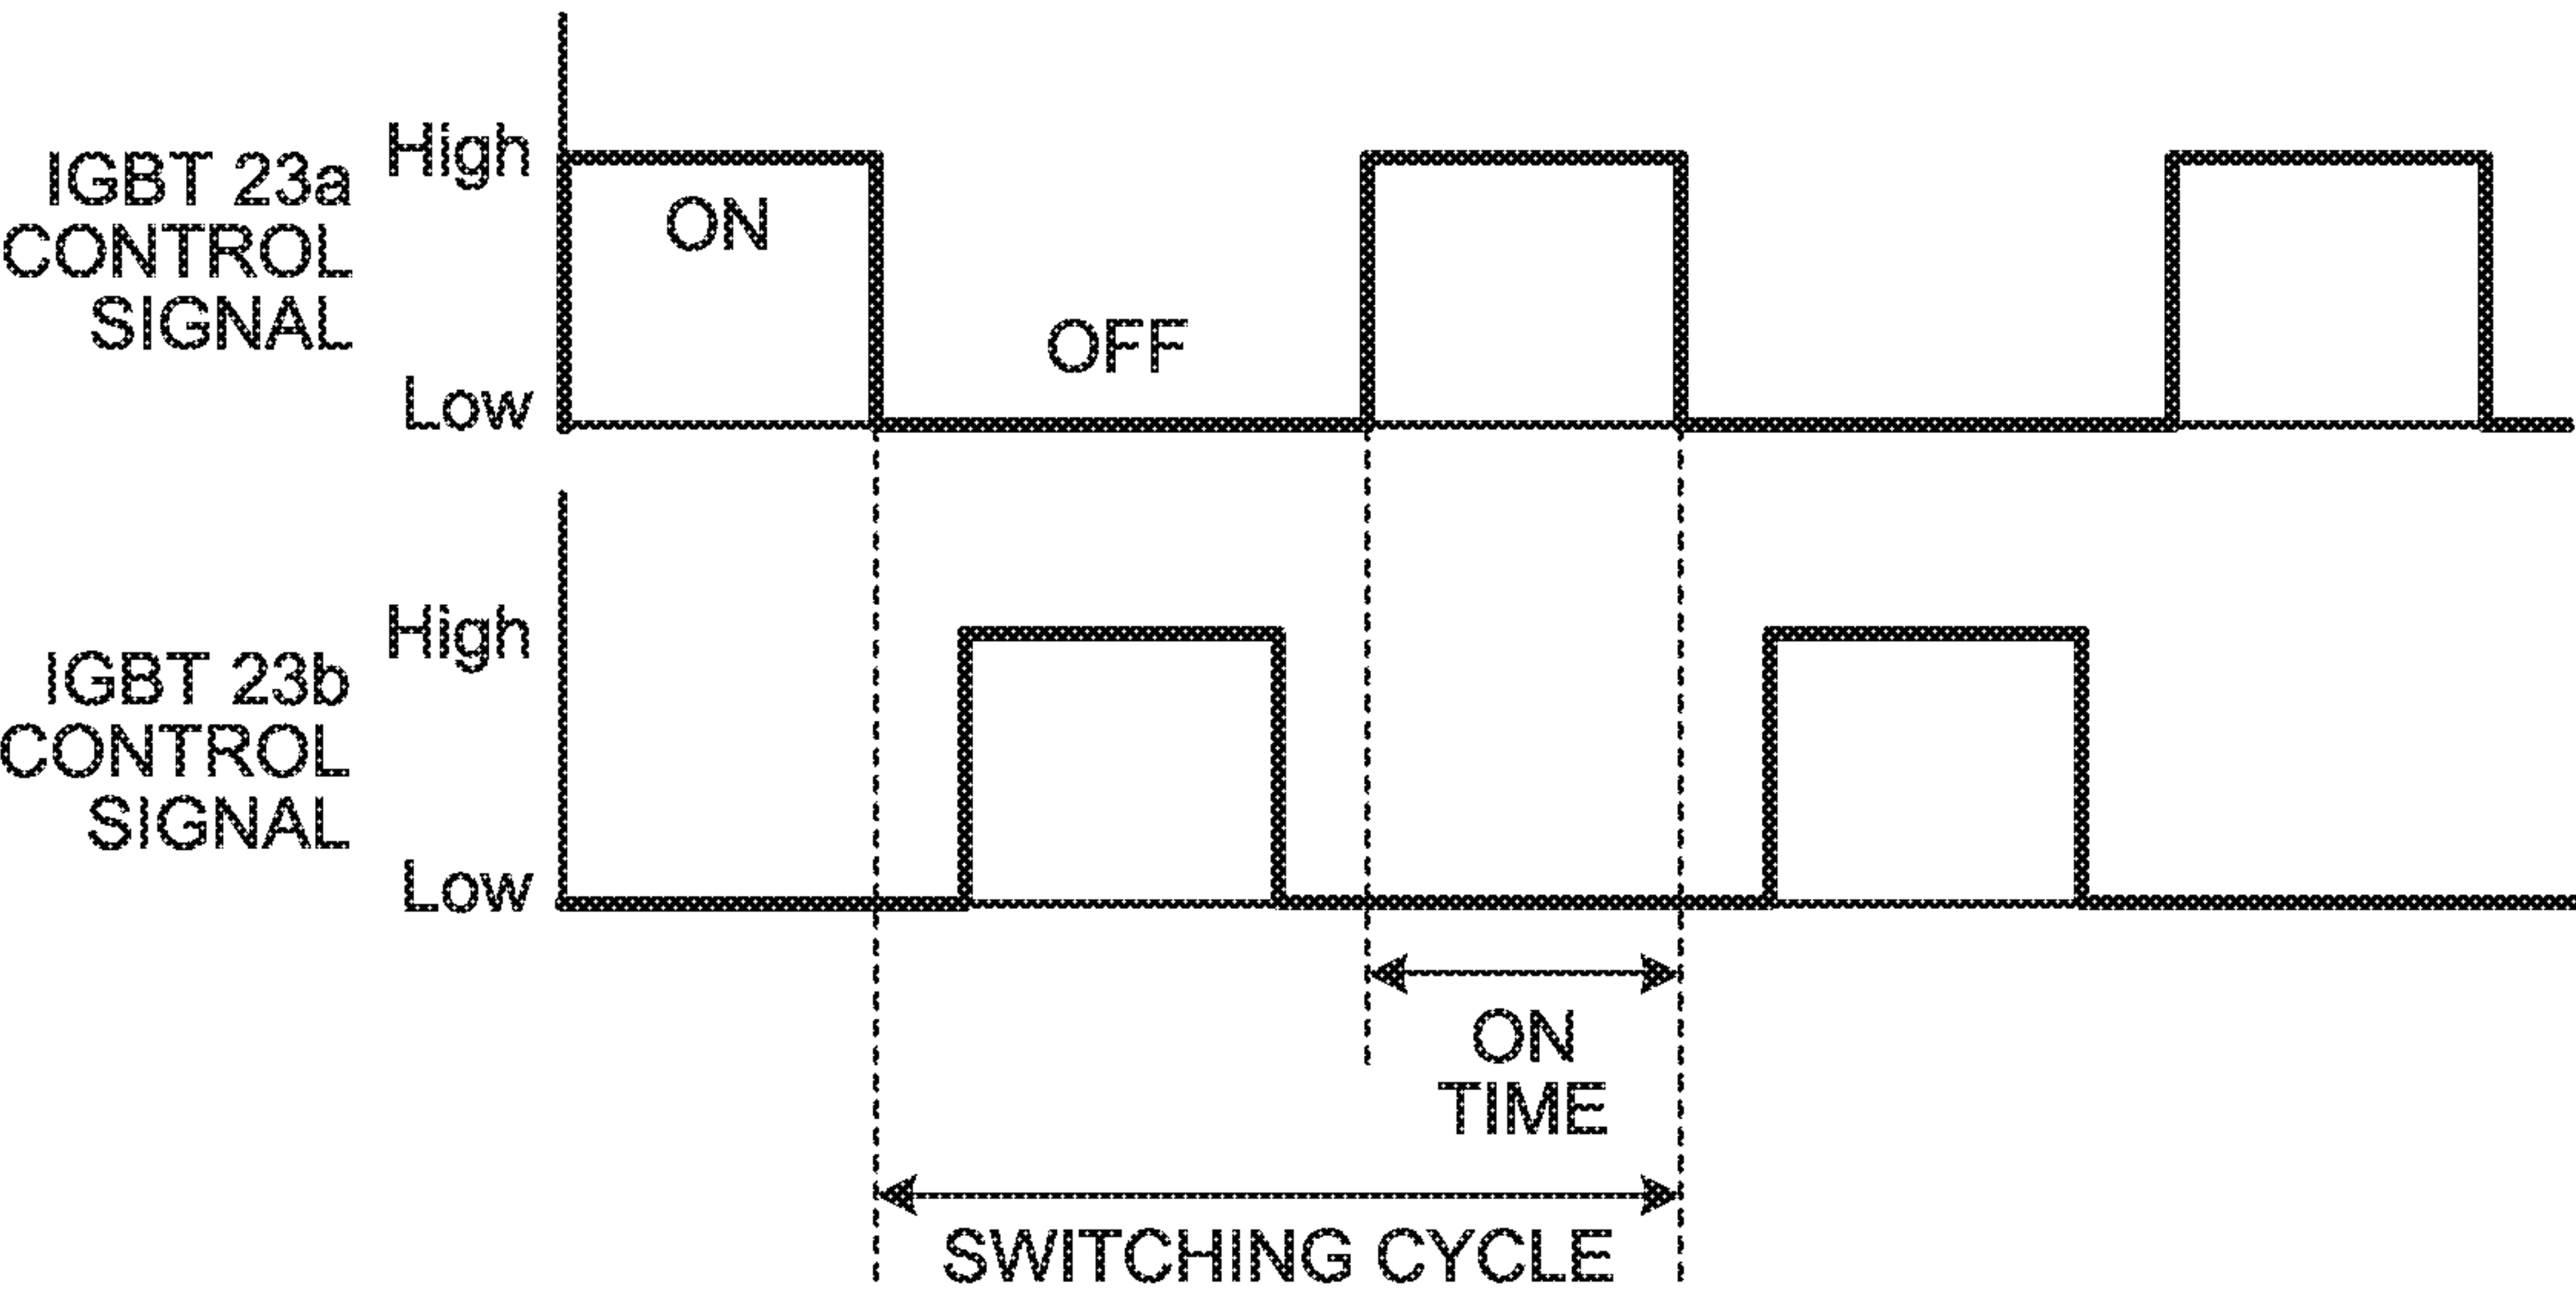 High
IGBT 23a
CONTROL
SIGNAL
Low
ON
OFF
High
IGBT 23b
CONTROL
SIGNAL
Low
ON
TIME
SWITCHING CYCLE